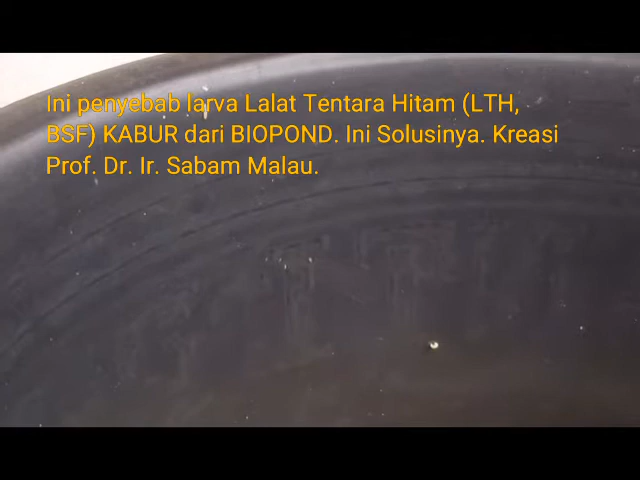 Ini penyebab larva Lalat Tentara Hitam (LTH,
BSF) KABUR dari BIOPOND. Ini Solusinya. Kreasi
Prof. Dr. Ir. Sabam Malau.